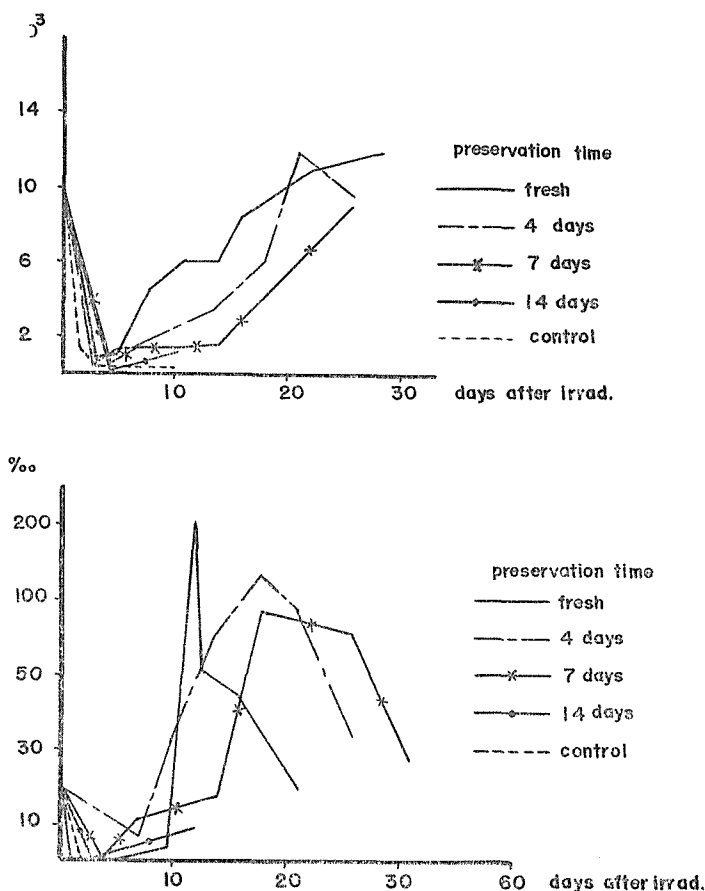 14
10
6
2
10
20
30
days after irrad.
preservation time
fresh
4 days
7 days
14 days
control
‰
200
100
50
30
10
10
20
20
60
days after irrad.
preservation time
fresh
4 days
7 days
14 days
control